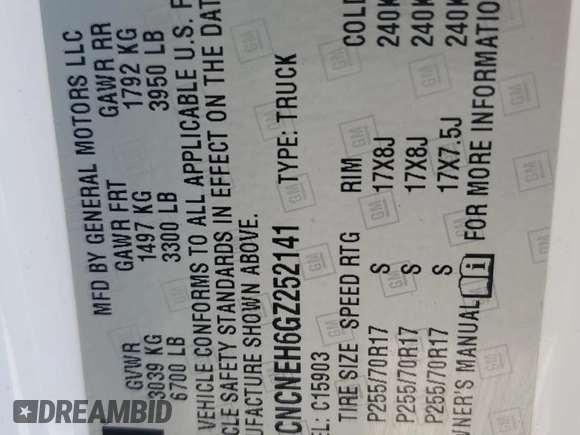 MFD BY GENERAL MOTORS LLC
GVWR GAWR FRT GAWR RR
3039 KG 1497 KG 1792 KG
6700 LB 3300 LB 3950 LB
VEHICLE CONFORMS TO ALL APPLICABLE U.S. F
CLE SAFETY STANDARDS IN EFFECT ON THE DAT
UFACTURE SHOWN ABOVE.
CNCNEH6GZ252141 TYPE: TRUCK
EL: C15903
TIRE SIZE SPEED RTG RIM COLD
P255/70R17 S 17X8J 240K
P255/70R17 S 17X8J 240K
P255/70R17 S 17X7.5J 240K
NER'S MANUAL i FOR MORE INFORMATIO
GM
DREAMBID